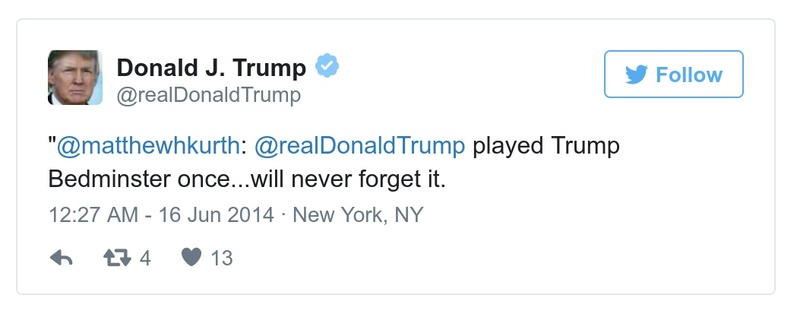 Donald J. Trump
@realDonaldTrump
Follow
"@matthewhkurth: @realDonaldTrump played Trump
Bedminster once...will never forget it.
12:27 AM - 16 Jun 2014 · New York, NY
4 13